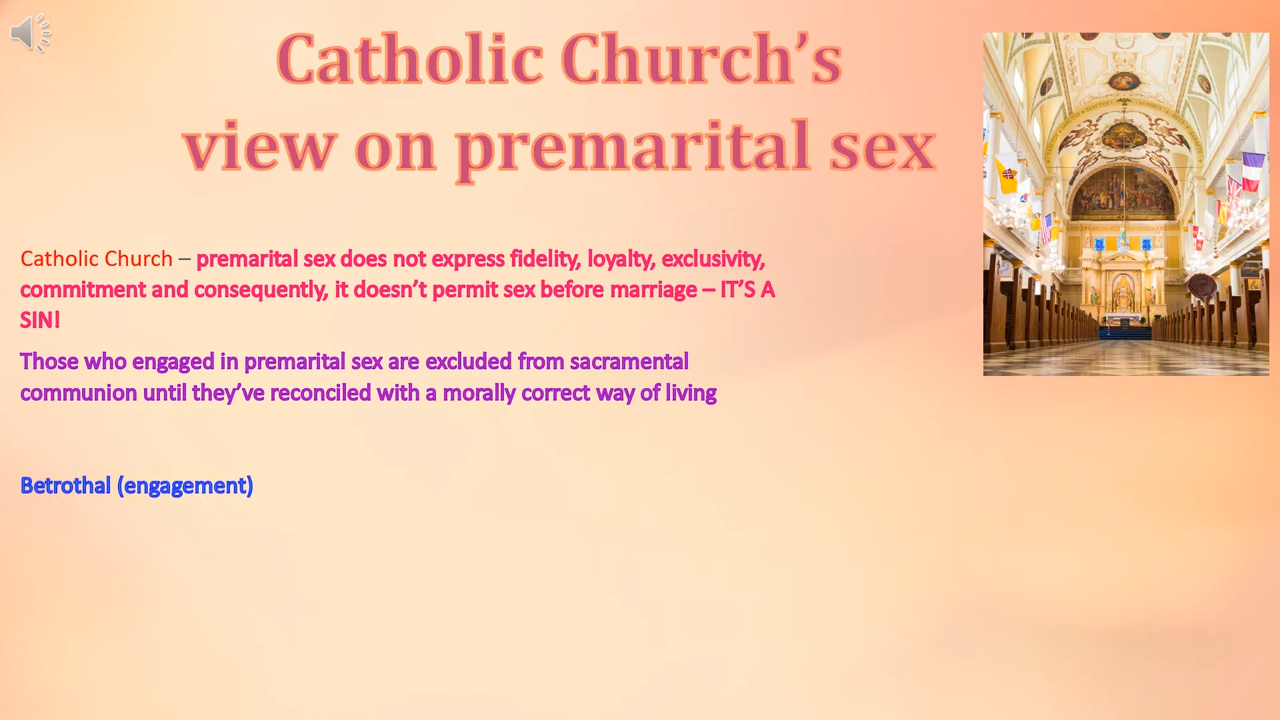 Catholic Church’s
view on premarital sex
Catholic Church – premarital sex does not express fidelity, loyalty, exclusivity,
commitment and consequently, it doesn’t permit sex before marriage – IT’S A
SIN!
Those who engaged in premarital sex are excluded from sacramental
communion until they’ve reconciled with a morally correct way of living
Betrothal (engagement)